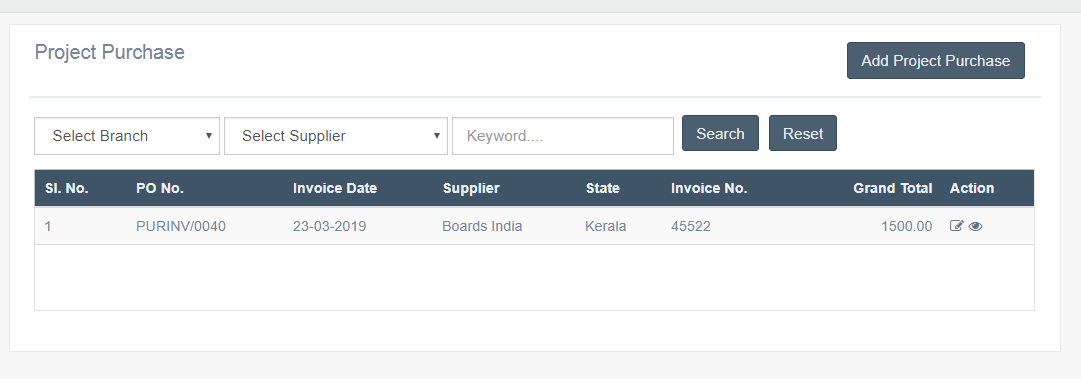 Project Purchase
Add Project Purchase
Select Branch Select Supplier Keyword.... Search Reset
Sl. No. PO No. Invoice Date Supplier State Invoice No. Grand Total Action
1 PURINV/0040 23-03-2019 Boards India Kerala 45522 1500.00